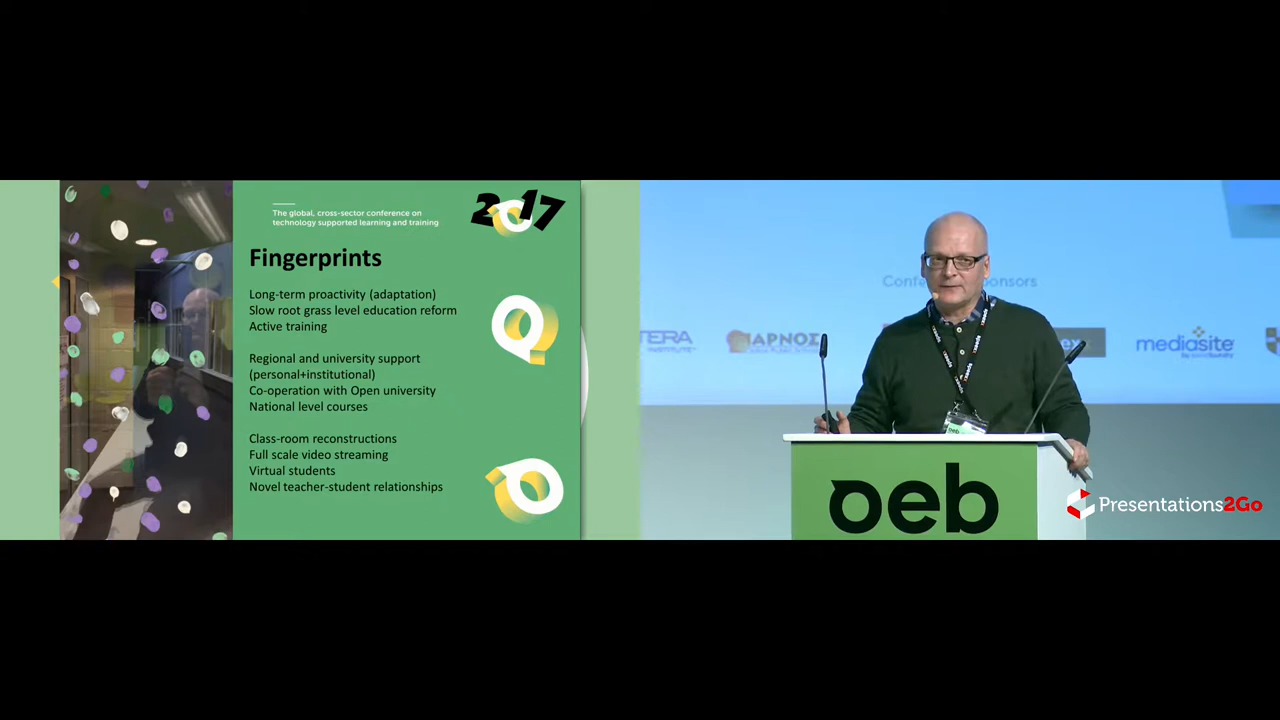 2017
The global, cross-sector conference on
technology supported learning and training
Fingerprints
Long-term proactivity (adaptation)
Slow root grass level education reform
Active training
Regional and university support
(personal+institutional)
Co-operation with Open university
National level courses
Class-room reconstructions
Full scale video streaming
Virtual students
Novel teacher-student relationships
mediasite
oeb
Presentations2Go